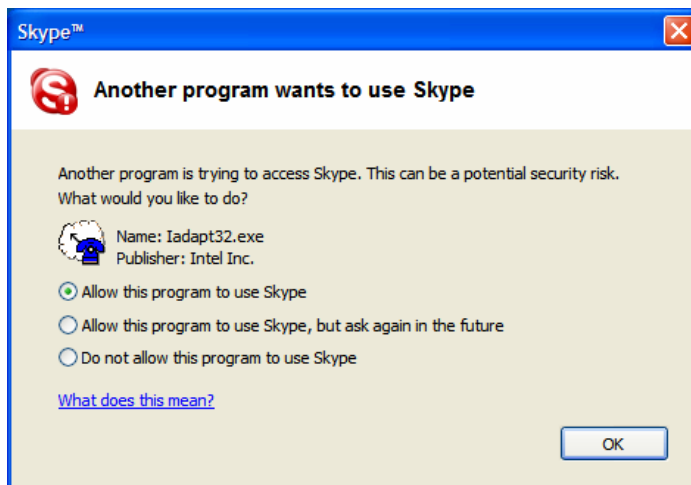 Skype™
Another program wants to use Skype
Another program is trying to access Skype. This can be a potential security risk.
What would you like to do?
Name: Iadapt32.exe
Publisher: Intel Inc.
Allow this program to use Skype
Allow this program to use Skype, but ask again in the future
Do not allow this program to use Skype
What does this mean?
OK